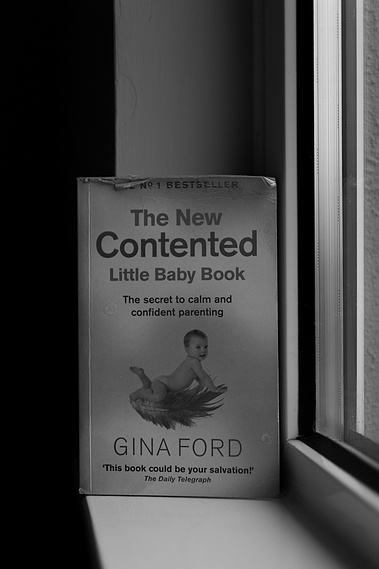 Nº1 BESTSELLER
The New
Contented
Little Baby Book
The secret to calm and
confident parenting
GINA FORD
'This book could be your salvation!'
The Daily Telegraph